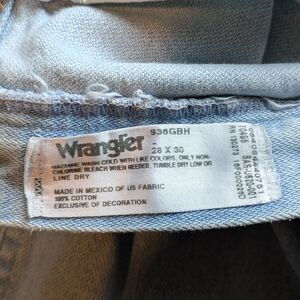 Wrangler
936GBH
-
28 X 30
MACHINE WASH COLD WITH LIKE COLORS, ONLY NON-
CHLORINE BLEACH WHEN NEEDED, TUMBLE DRY LOW OR
LINE DRY
MADE IN MEXICO OF US FABRIC
100% COTTON
EXCLUSIVE OF DECORATION